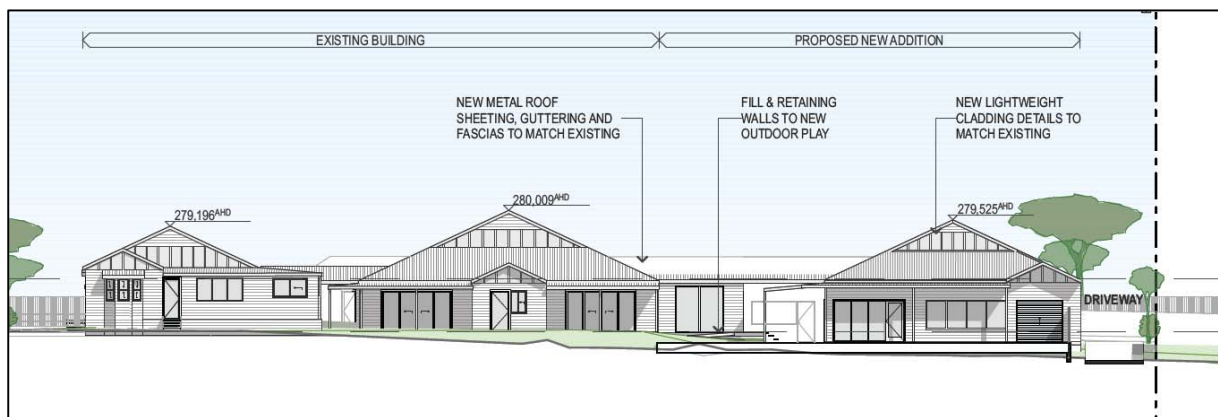 EXISTING BUILDING
PROPOSED NEW ADDITION
NEW METAL ROOF
SHEETING, GUTTERING AND
FASCIAS TO MATCH EXISTING
FILL & RETAINING
WALLS TO NEW
OUTDOOR PLAY
NEW LIGHTWEIGHT
CLADDING DETAILS TO
MATCH EXISTING
279,196AHD
280,009AHD
279,525AHD
DRIVEWAY